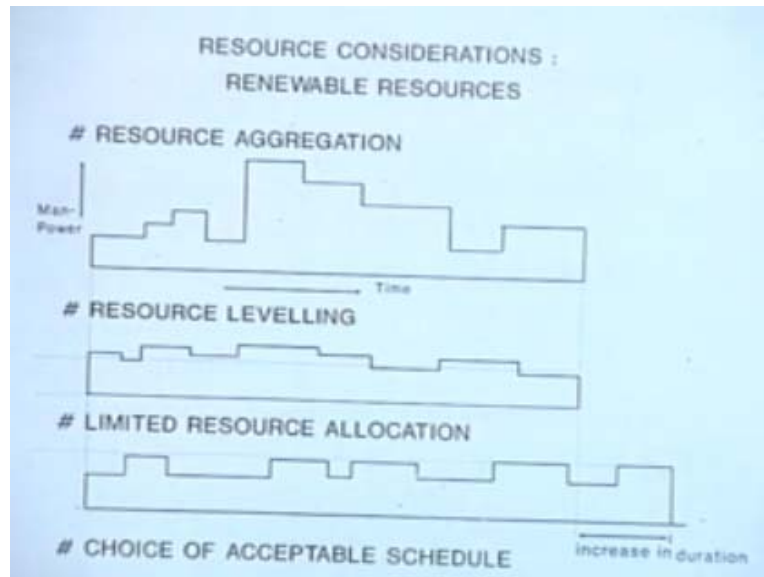 RESOURCE CONSIDERATIONS :
RENEWABLE RESOURCES
# RESOURCE AGGREGATION
Man-
Power
Time
# RESOURCE LEVELLING
# LIMITED RESOURCE ALLOCATION
increase in duration
# CHOICE OF ACCEPTABLE SCHEDULE